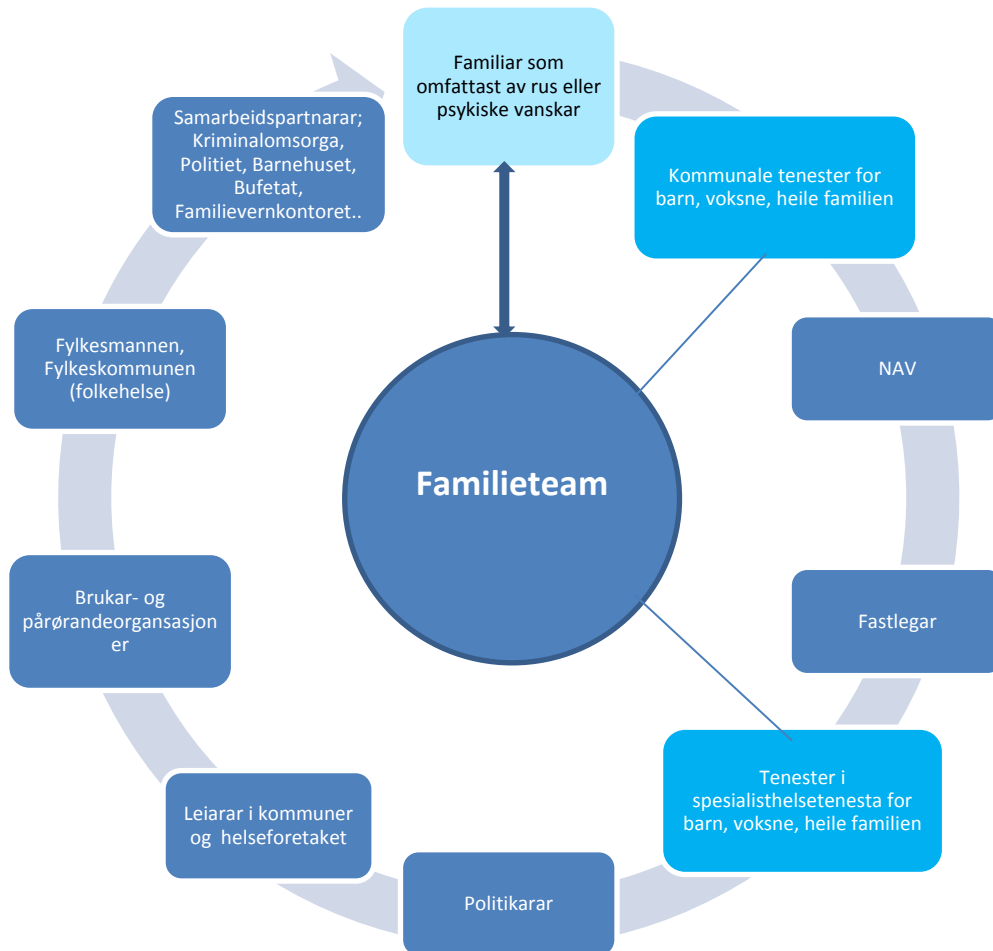 Familiar som
omfattast av rus eller
psykiske vanskar
Kommunale tenester for
barn, voksne, heile familien
NAV
Fastlegar
Tenester i
spesialisthelsetenesta for
barn, voksne, heile familien
Politikarar
Leiarar i kommuner
og helseforetaket
Brukar- og
pårørandeorgansasjon
er
Fylkesmannen,
Fylkeskommunen
(folkehelse)
Samarbeidspartnarar;
Kriminalomsorga,
Politiet, Barnehuset,
Bufetat,
Familievernkontoret..
Familieteam